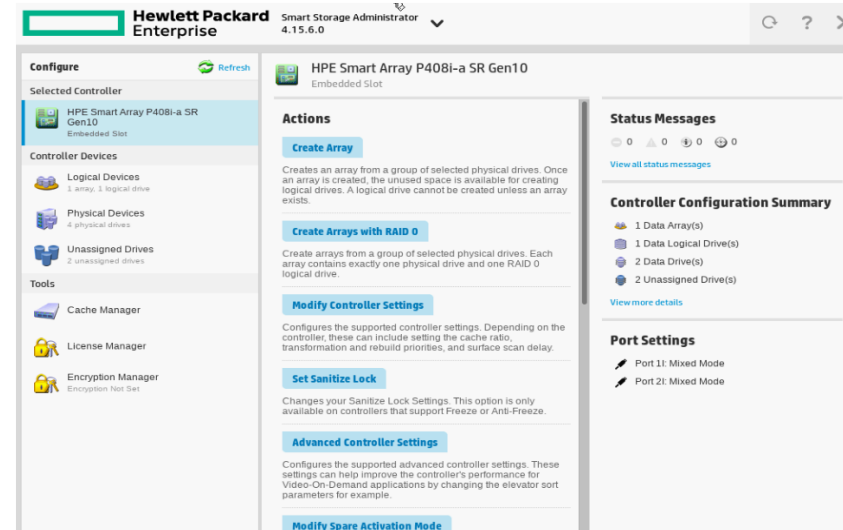 Hewlett Packard
Enterprise
Smart Storage Administrator
4.15.6.0
?
Configure
Refresh
Selected Controller
HPE Smart Array P408i-a SR
Gen10
Embedded Slot
Controller Devices
Logical Devices
1 array, 1 logical drive
Physical Devices
4 physical drives
Unassigned Drives
2 unassigned drives
Tools
Cache Manager
License Manager
Encryption Manager
Encryption Not Set
HPE Smart Array P408i-a SR Gen10
Embedded Slot
Actions
Create Array
Creates an array from a group of selected physical drives. Once
an array is created, the unused space is available for creating
logical drives. A logical drive cannot be created unless an array
exists.
Create Arrays with RAID 0
Create arrays from a group of selected physical drives. Each
array contains exactly one physical drive and one RAID 0
logical drive.
Modify Controller Settings
Configures the supported controller settings. Depending on the
controller, these can include setting the cache ratio,
transformation and rebuild priorities, and surface scan delay.
Set Sanitize Lock
Changes your Sanitize Lock Settings. This option is only
available on controllers that support Freeze or Anti-Freeze.
Advanced Controller Settings
Configures the supported advanced controller settings. These
settings can help improve the controller's performance for
Video-On-Demand applications by changing the elevator sort
parameters for example.
Modify Spare Activation Mode
Status Messages
0 0 0 0
View all status messages
Controller Configuration Summary
1 Data Array(s)
1 Data Logical Drive(s)
2 Data Drive(s)
2 Unassigned Drive(s)
View more details
Port Settings
Port 1I: Mixed Mode
Port 2I: Mixed Mode